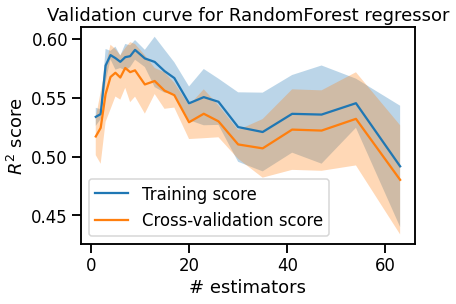 Validation curve for RandomForest regressor
0.60
0.55
0.50
0.45
R² score
Training score
Cross-validation score
0
20
40
60
# estimators